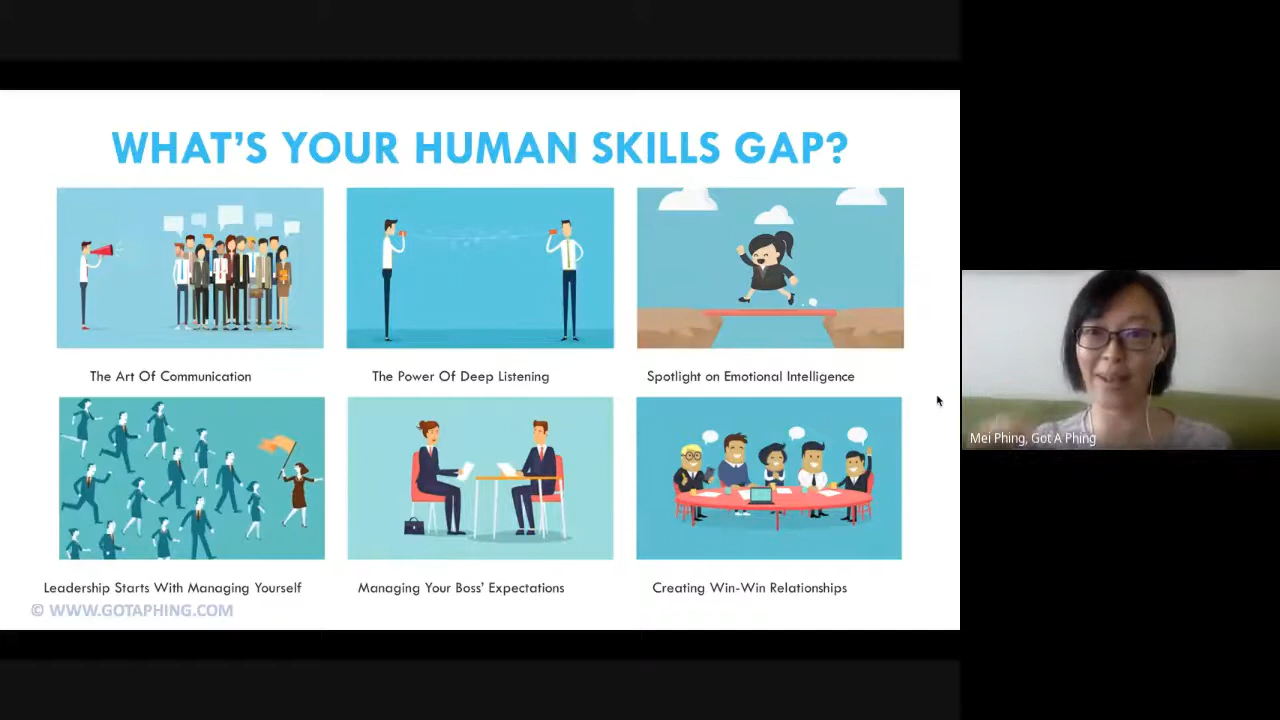 WHAT'S YOUR HUMAN SKILLS GAP?
The Art Of Communication
The Power Of Deep Listening
Spotlight on Emotional Intelligence
Leadership Starts With Managing Yourself
Managing Your Boss' Expectations
Creating Win-Win Relationships
© WWW.GOTAPHING.COM
Mei Phing, Got A Phing